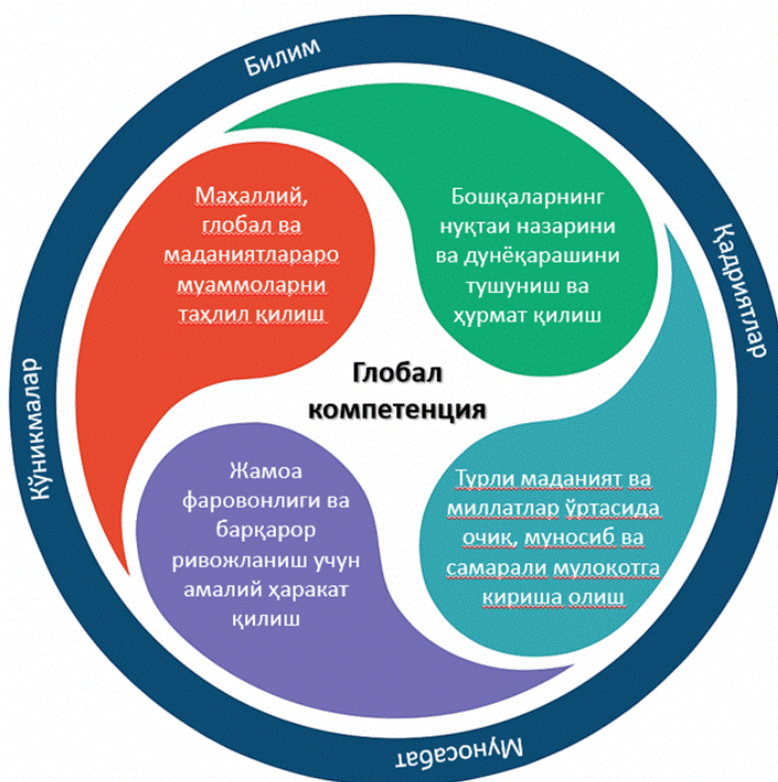 Билим
Маҳаллий,
глобал ва
маданиятлараро
муаммоларни
таҳлил қилиш
Бошқаларнинг
нуқтаи назарини
ва дунёқарашини
тушуниш ва
ҳурмат қилиш
Қадриятлар
Глобал
компетенция
Кўникмалар
Жамоа
фаровонлиги ва
барқарор
ривожланиш учун
амалий ҳаракат
қилиш
Турли маданият ва
миллатлар ўртасида
очиқ, муносиб ва
самарали мулоқотга
кириша олиш
Муносабат